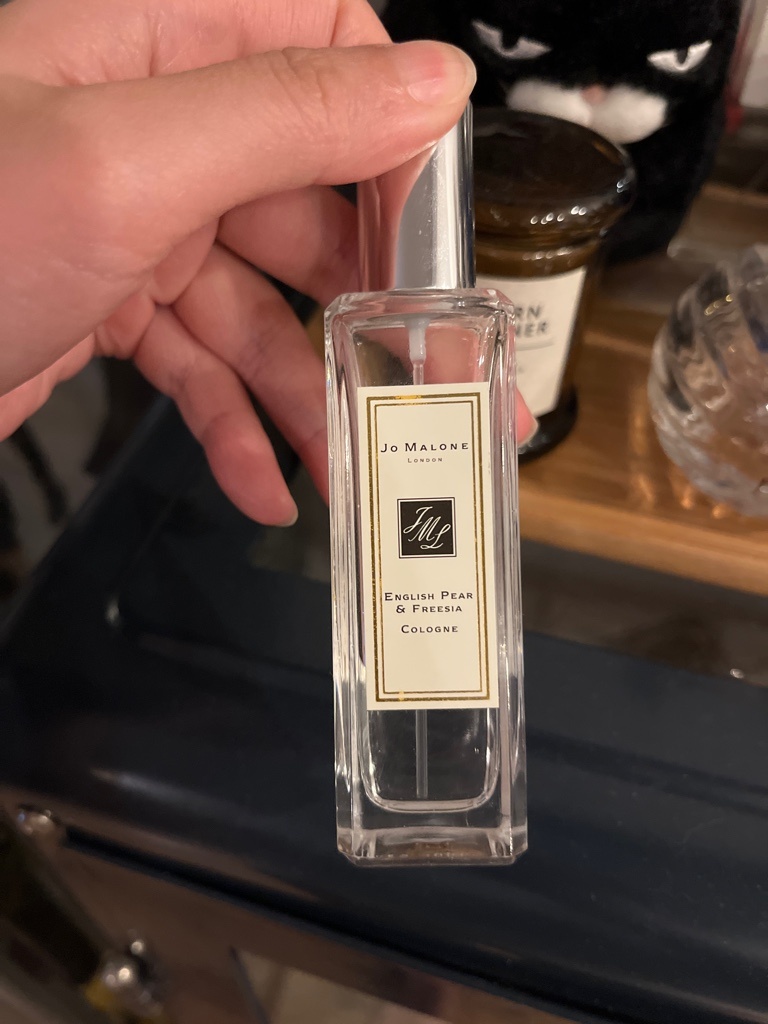 Jo Malone
London
JML
English Pear
& Freesia
Cologne